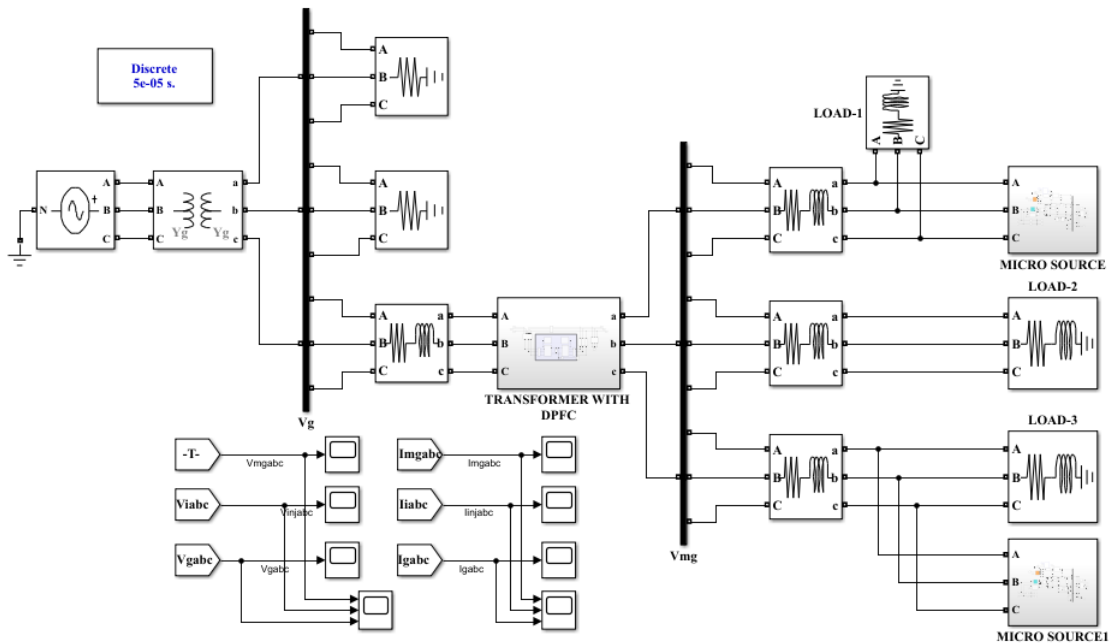 Discrete
5e-05 s.
N
A
B
C
A
B
C
Yg
Yg
a
b
c
A
B
C
A
B
C
A
B
C
a
b
c
Vg
A
B
C
a
b
c
TRANSFORMER WITH
DPFC
LOAD-1
A
B
C
A
B
C
a
b
c
A
B
C
MICRO SOURCE
LOAD-2
A
B
C
a
b
c
A
B
C
LOAD-3
A
B
C
a
b
c
A
B
C
Vmg
A
B
C
MICRO SOURCE1
-T-
Vmgabc
Viabc
Vinjabc
Vgabc
Vgabc
Imgabc
Imgabc
Iiabc
Iinjabc
Igabc
Igabc